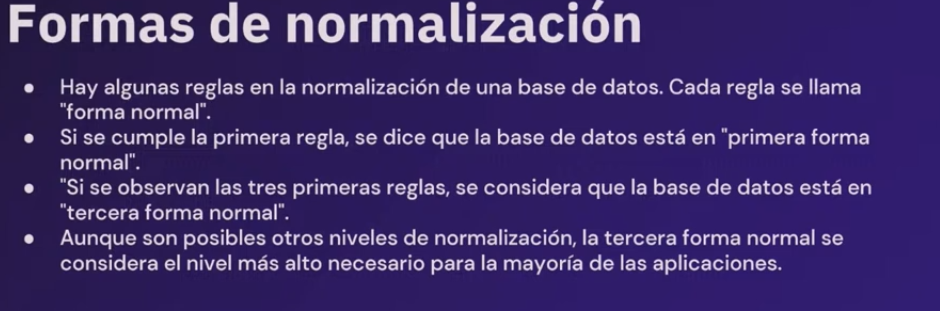 Formas de normalización
● Hay algunas reglas en la normalización de una base de datos. Cada regla se llama
"forma normal".
● Si se cumple la primera regla, se dice que la base de datos está en "primera forma
normal".
● "Si se observan las tres primeras reglas, se considera que la base de datos está en
"tercera forma normal".
● Aunque son posibles otros niveles de normalización, la tercera forma normal se
considera el nivel más alto necesario para la mayoría de las aplicaciones.